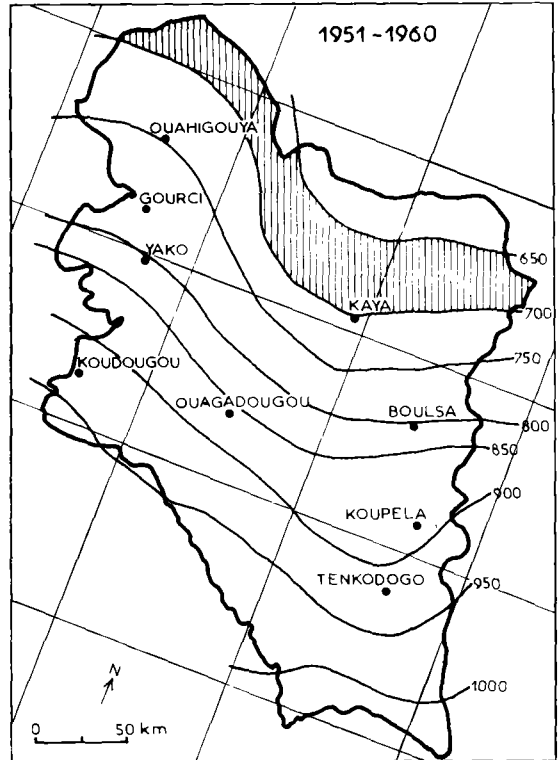 1951-1960
OUAHIGOUYA
GOURCI
YAKO
650
KAYA
700
750
KOUDOUGOU
OUAGADOUGOU
BOULSA
800
850
900
KOUPELA
TENKODOGO
950
N
1000
0 50 km